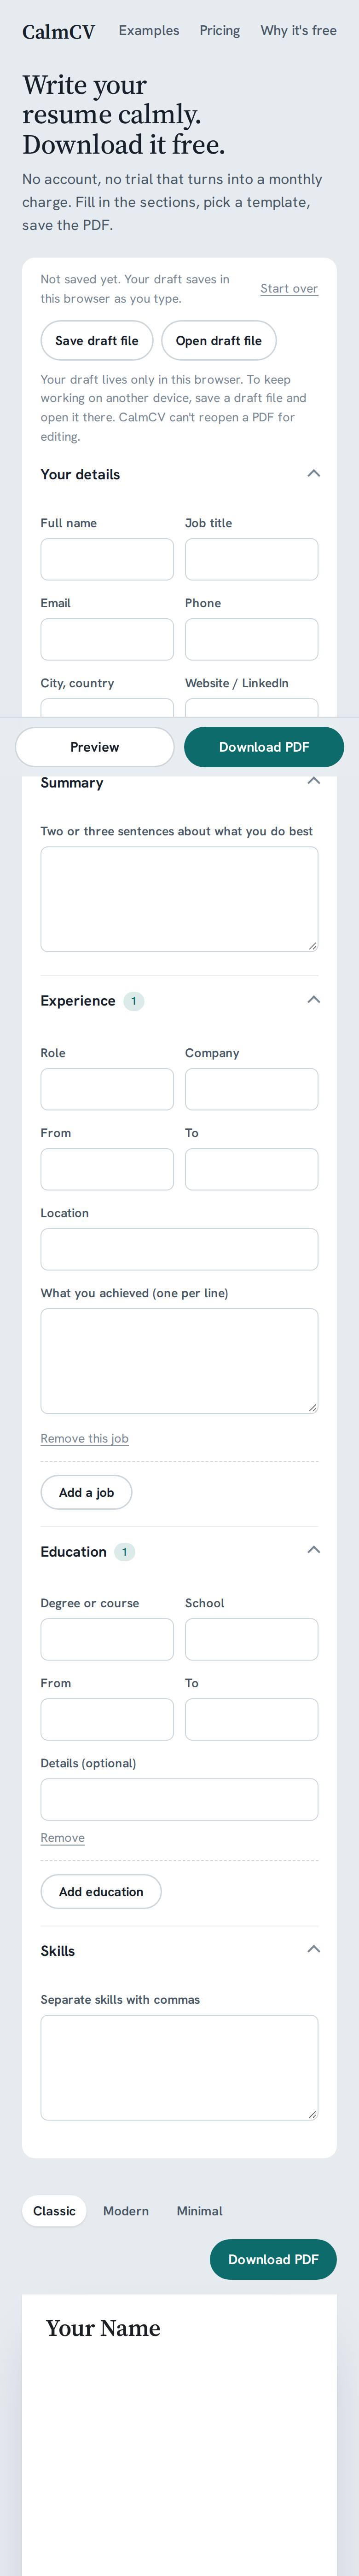 CalmCV Examples Pricing Why it's free
Write your
resume calmly.
Download it free.
No account, no trial that turns into a monthly
charge. Fill in the sections, pick a template,
save the PDF.
Not saved yet. Your draft saves in
this browser as you type.
Start over
Save draft file Open draft file
Your draft lives only in this browser. To keep
working on another device, save a draft file and
open it there. CalmCV can't reopen a PDF for
editing.
Your details
Full name Job title
Email Phone
City, country Website / LinkedIn
Preview Download PDF
Summary
Two or three sentences about what you do best
Experience 1
Role Company
From To
Location
What you achieved (one per line)
Remove this job
Add a job
Education 1
Degree or course School
From To
Details (optional)
Remove
Add education
Skills
Separate skills with commas
Classic Modern Minimal
Download PDF
Your Name